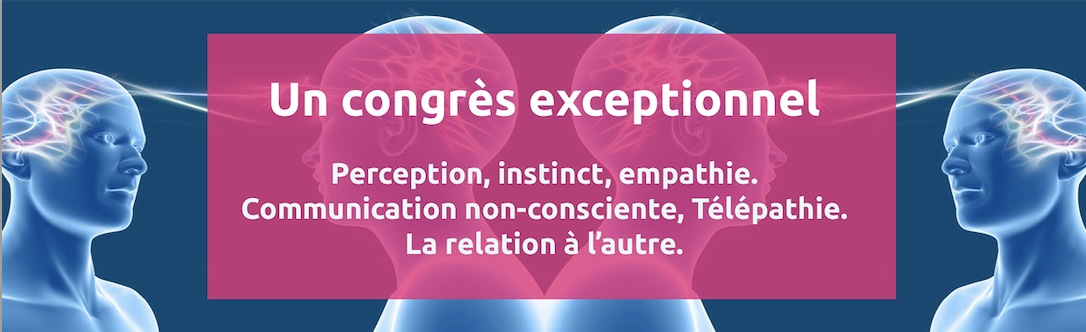 Un congrès exceptionnel
Perception, instinct, empathie.
Communication non-consciente, Télépathie.
La relation à l’autre.